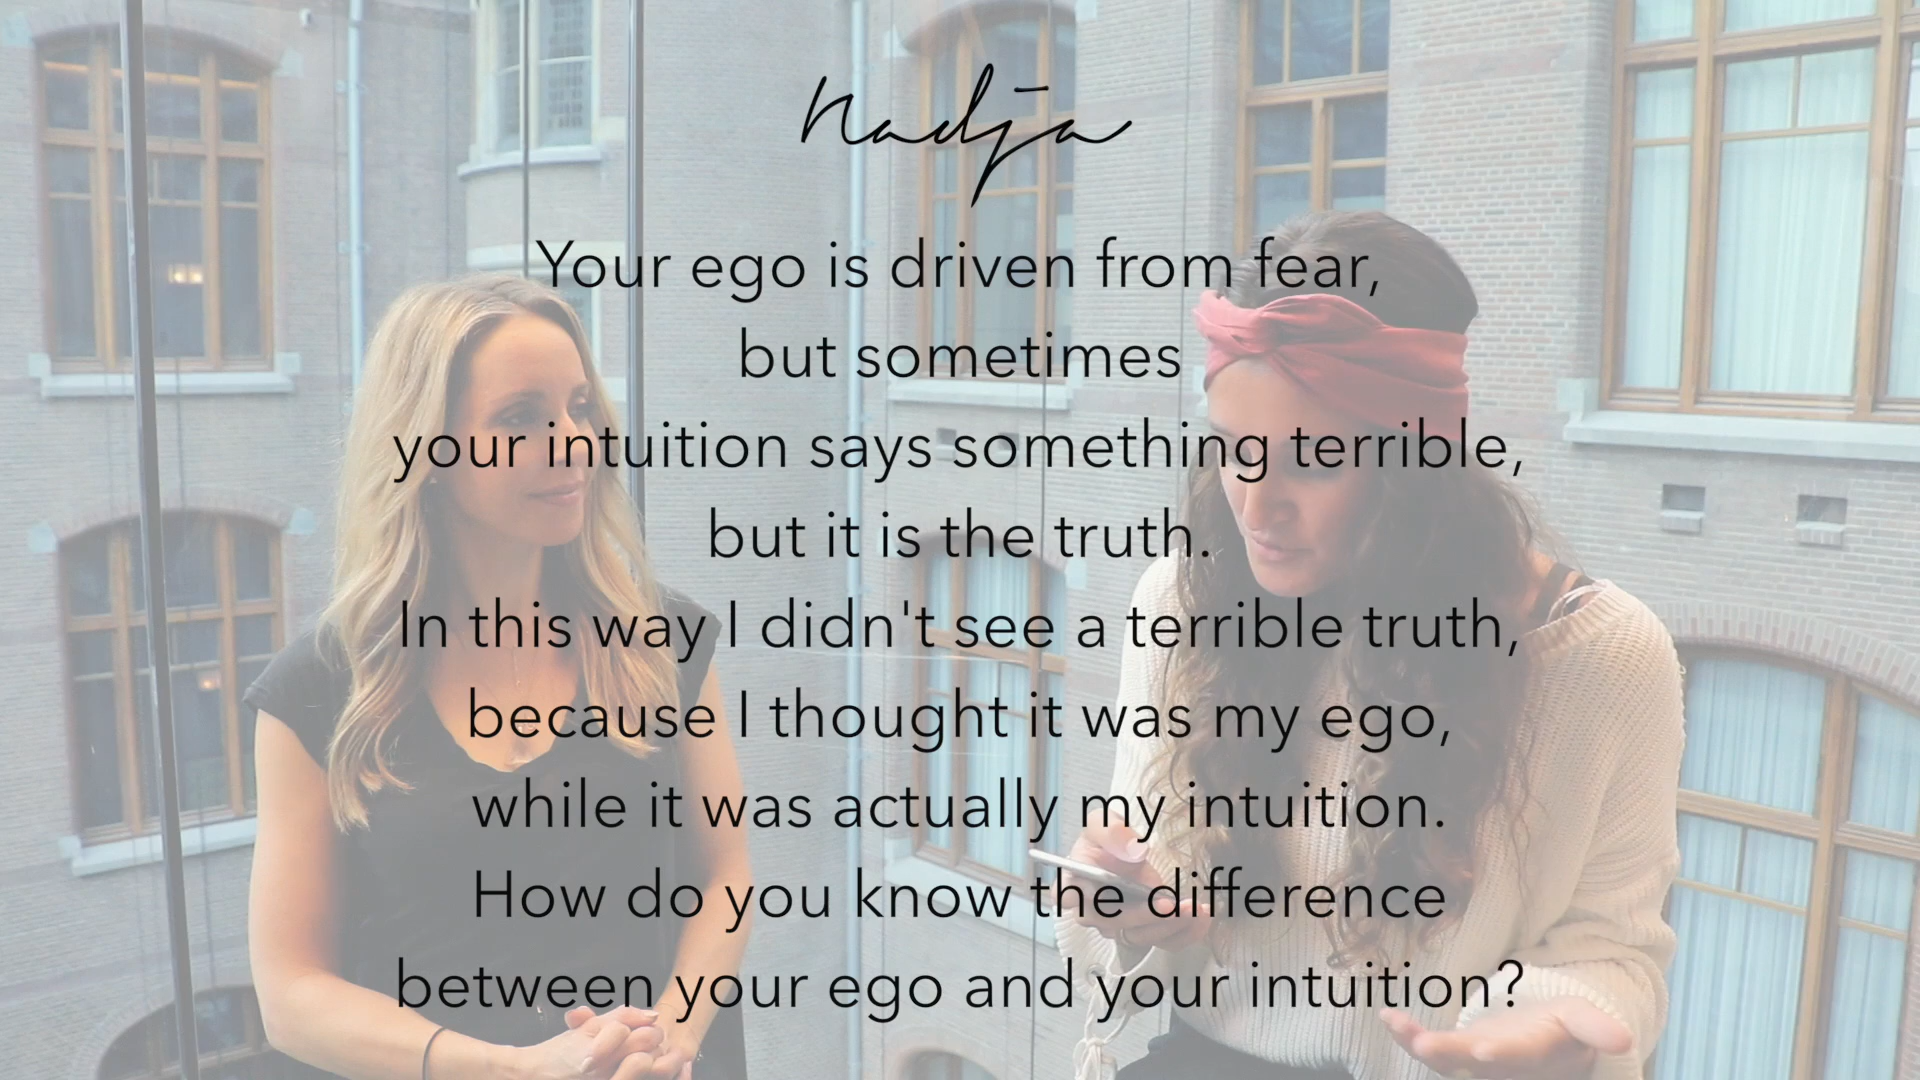 Nadja
Your ego is driven from fear,
but sometimes
your intuition says something terrible,
but it is the truth.
In this way I didn't see a terrible truth,
because I thought it was my ego,
while it was actually my intuition.
How do you know the difference
between your ego and your intuition?